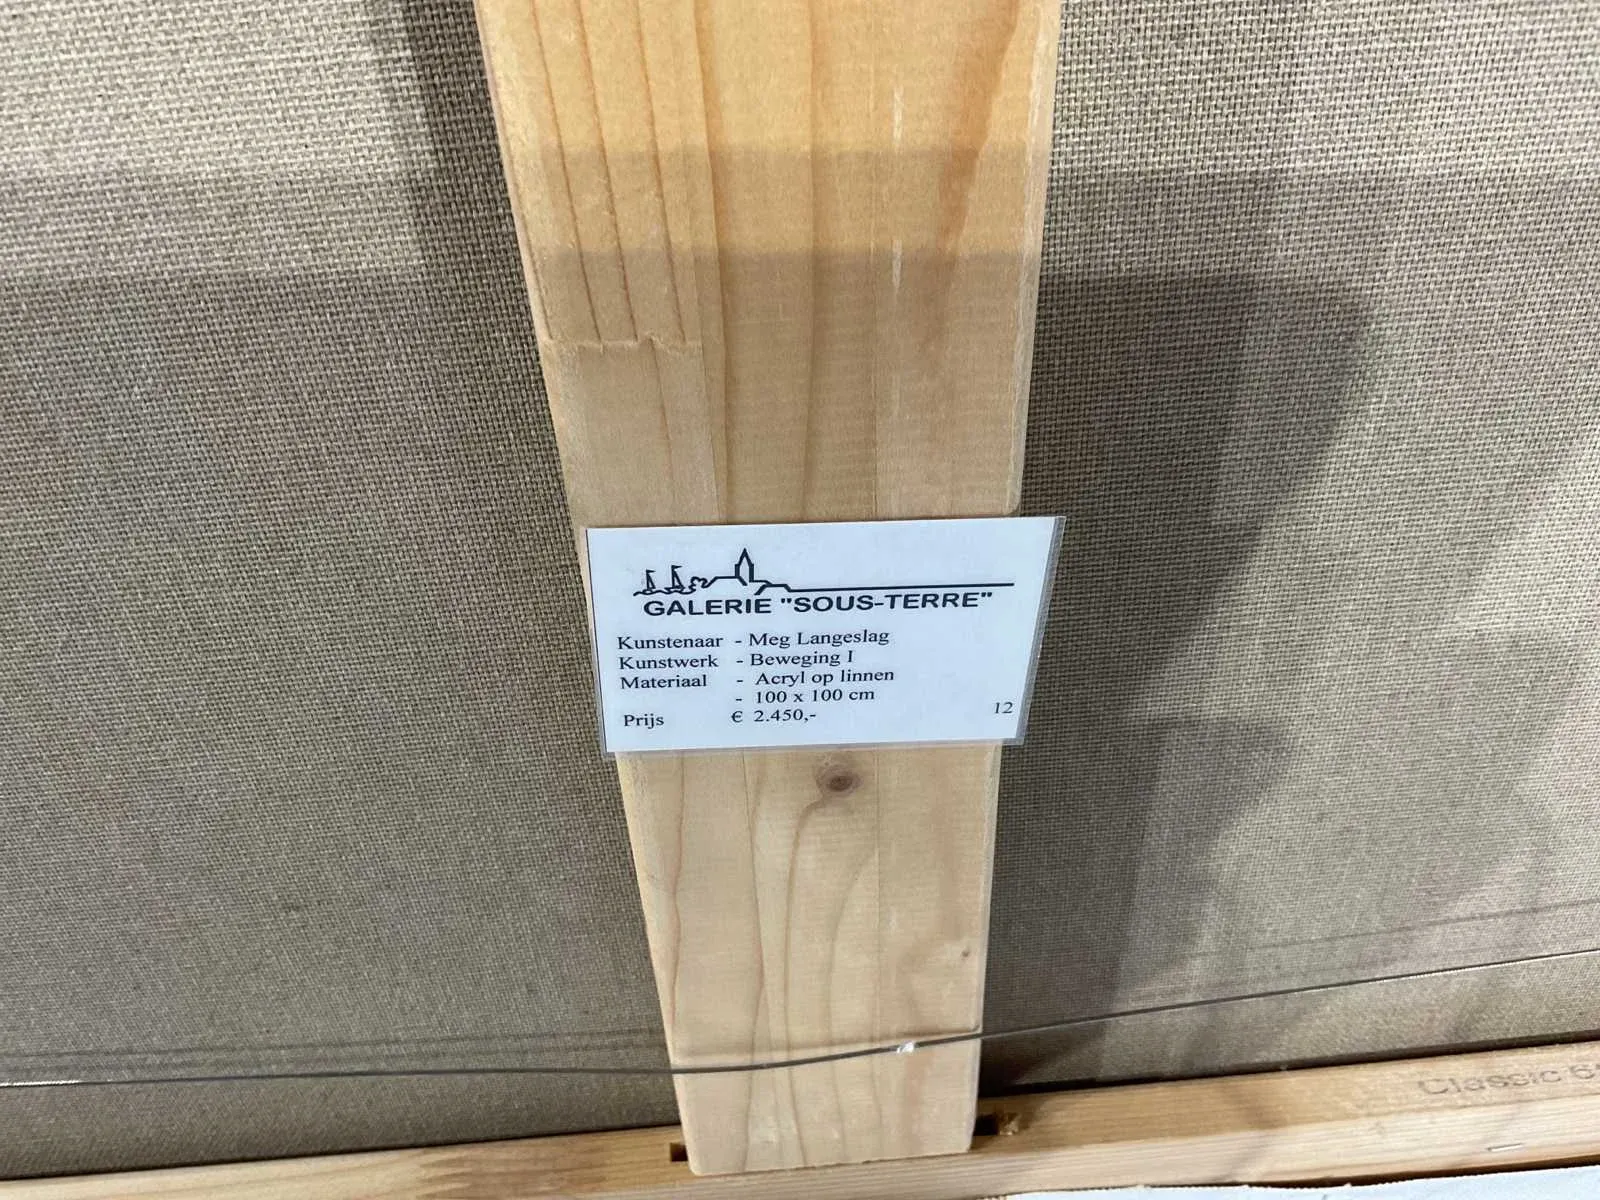 GALERIE "SOUS-TERRE"
Kunstenaar - Meg Langeslag
Kunstwerk - Beweging I
Materiaal - Acryl op linnen
- 100 x 100 cm
Prijs € 2.450,- 12
Classic